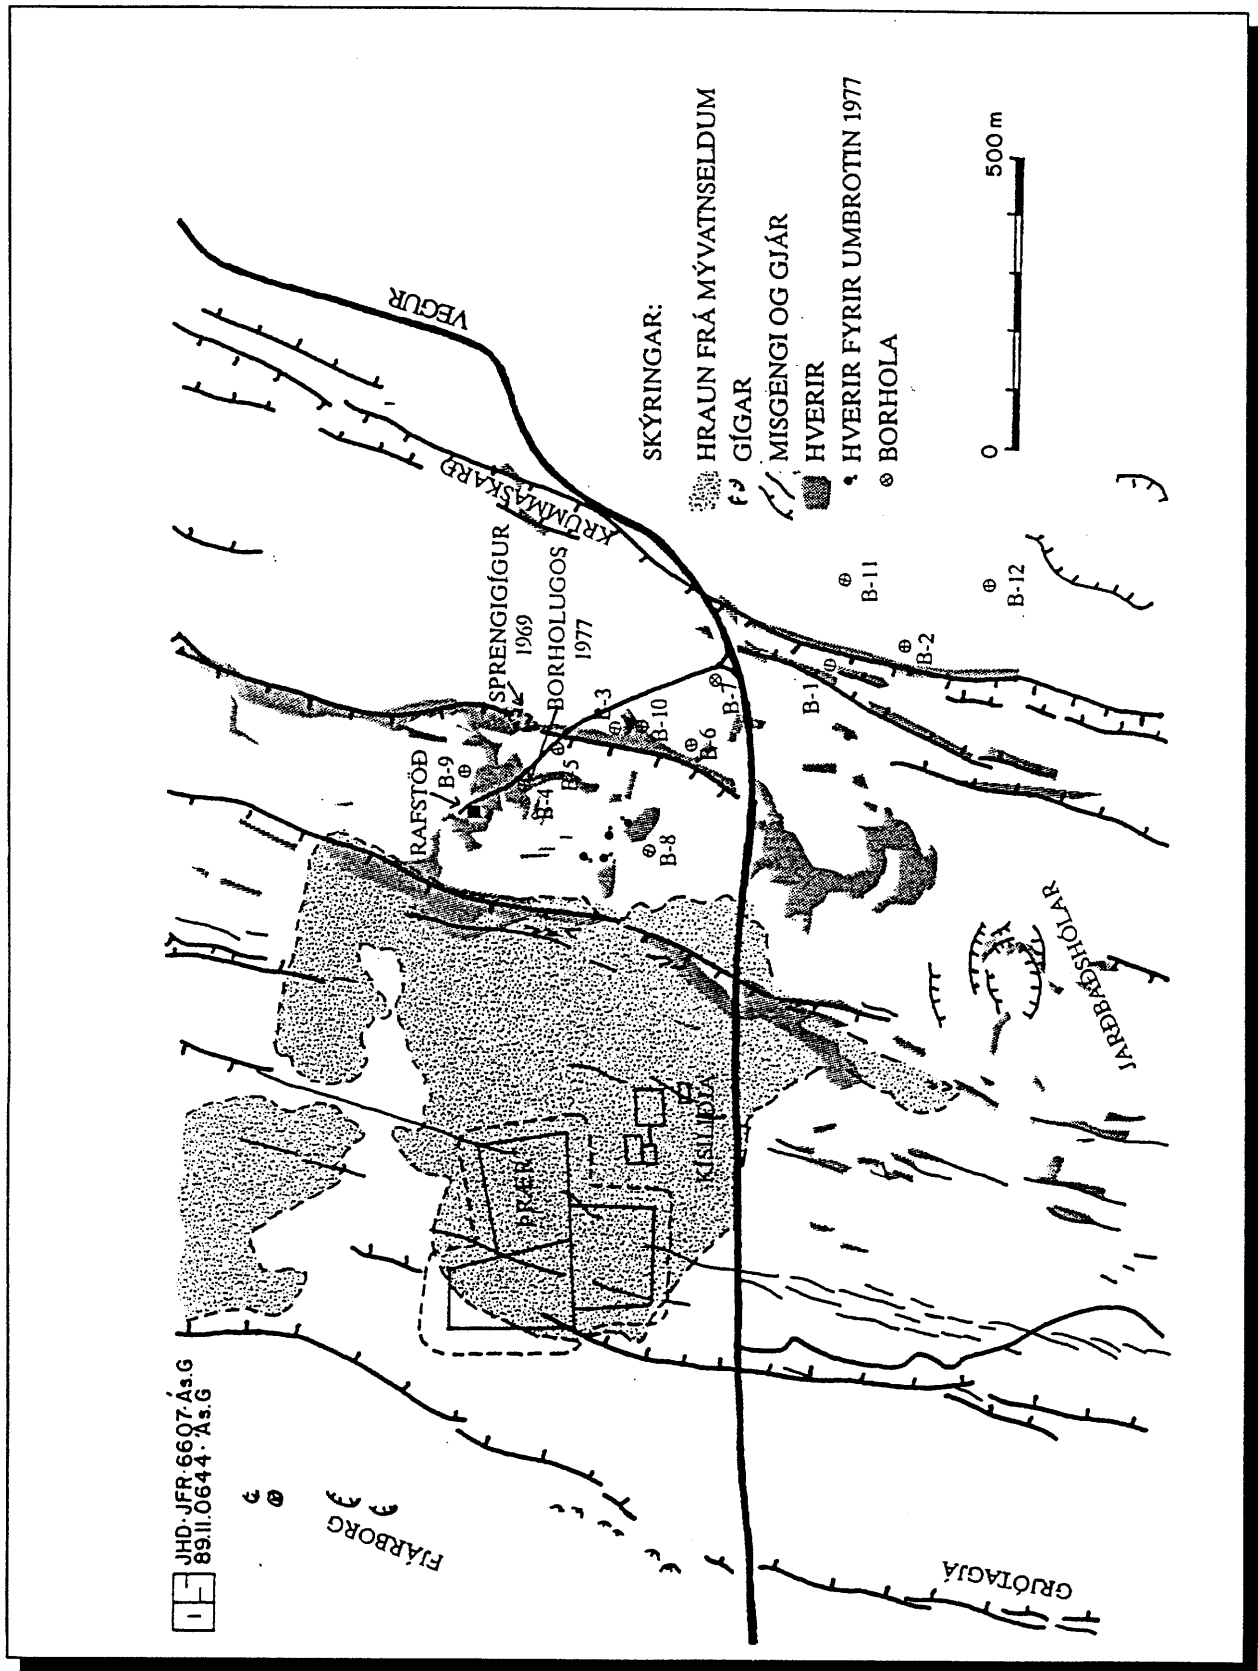 JHD·JFR·6607·Ás.G
89.11.0644·Ás.G
FJÁRBORG
GRJÓTAGJÁ
ÞRÆR
KÍSILIÐJA
JARÐBAÐSHÓLAR
RAFSTÖÐ
B-9
B-4
B-5
B-8
SPRENGIGÍGUR
1969
BORHOLUGOS
1977
B-3
B-10
B-6
B-7
B-1
B-2
B-11
B-12
KRUMMASKARÐ
VEGUR
SKÝRINGAR:
HRAUN FRÁ MÝVATNSELDUM
GÍGAR
MISGENGI OG GJÁR
HVERIR
HVERIR FYRIR UMBROTIN 1977
BORHOLA
0
500 m